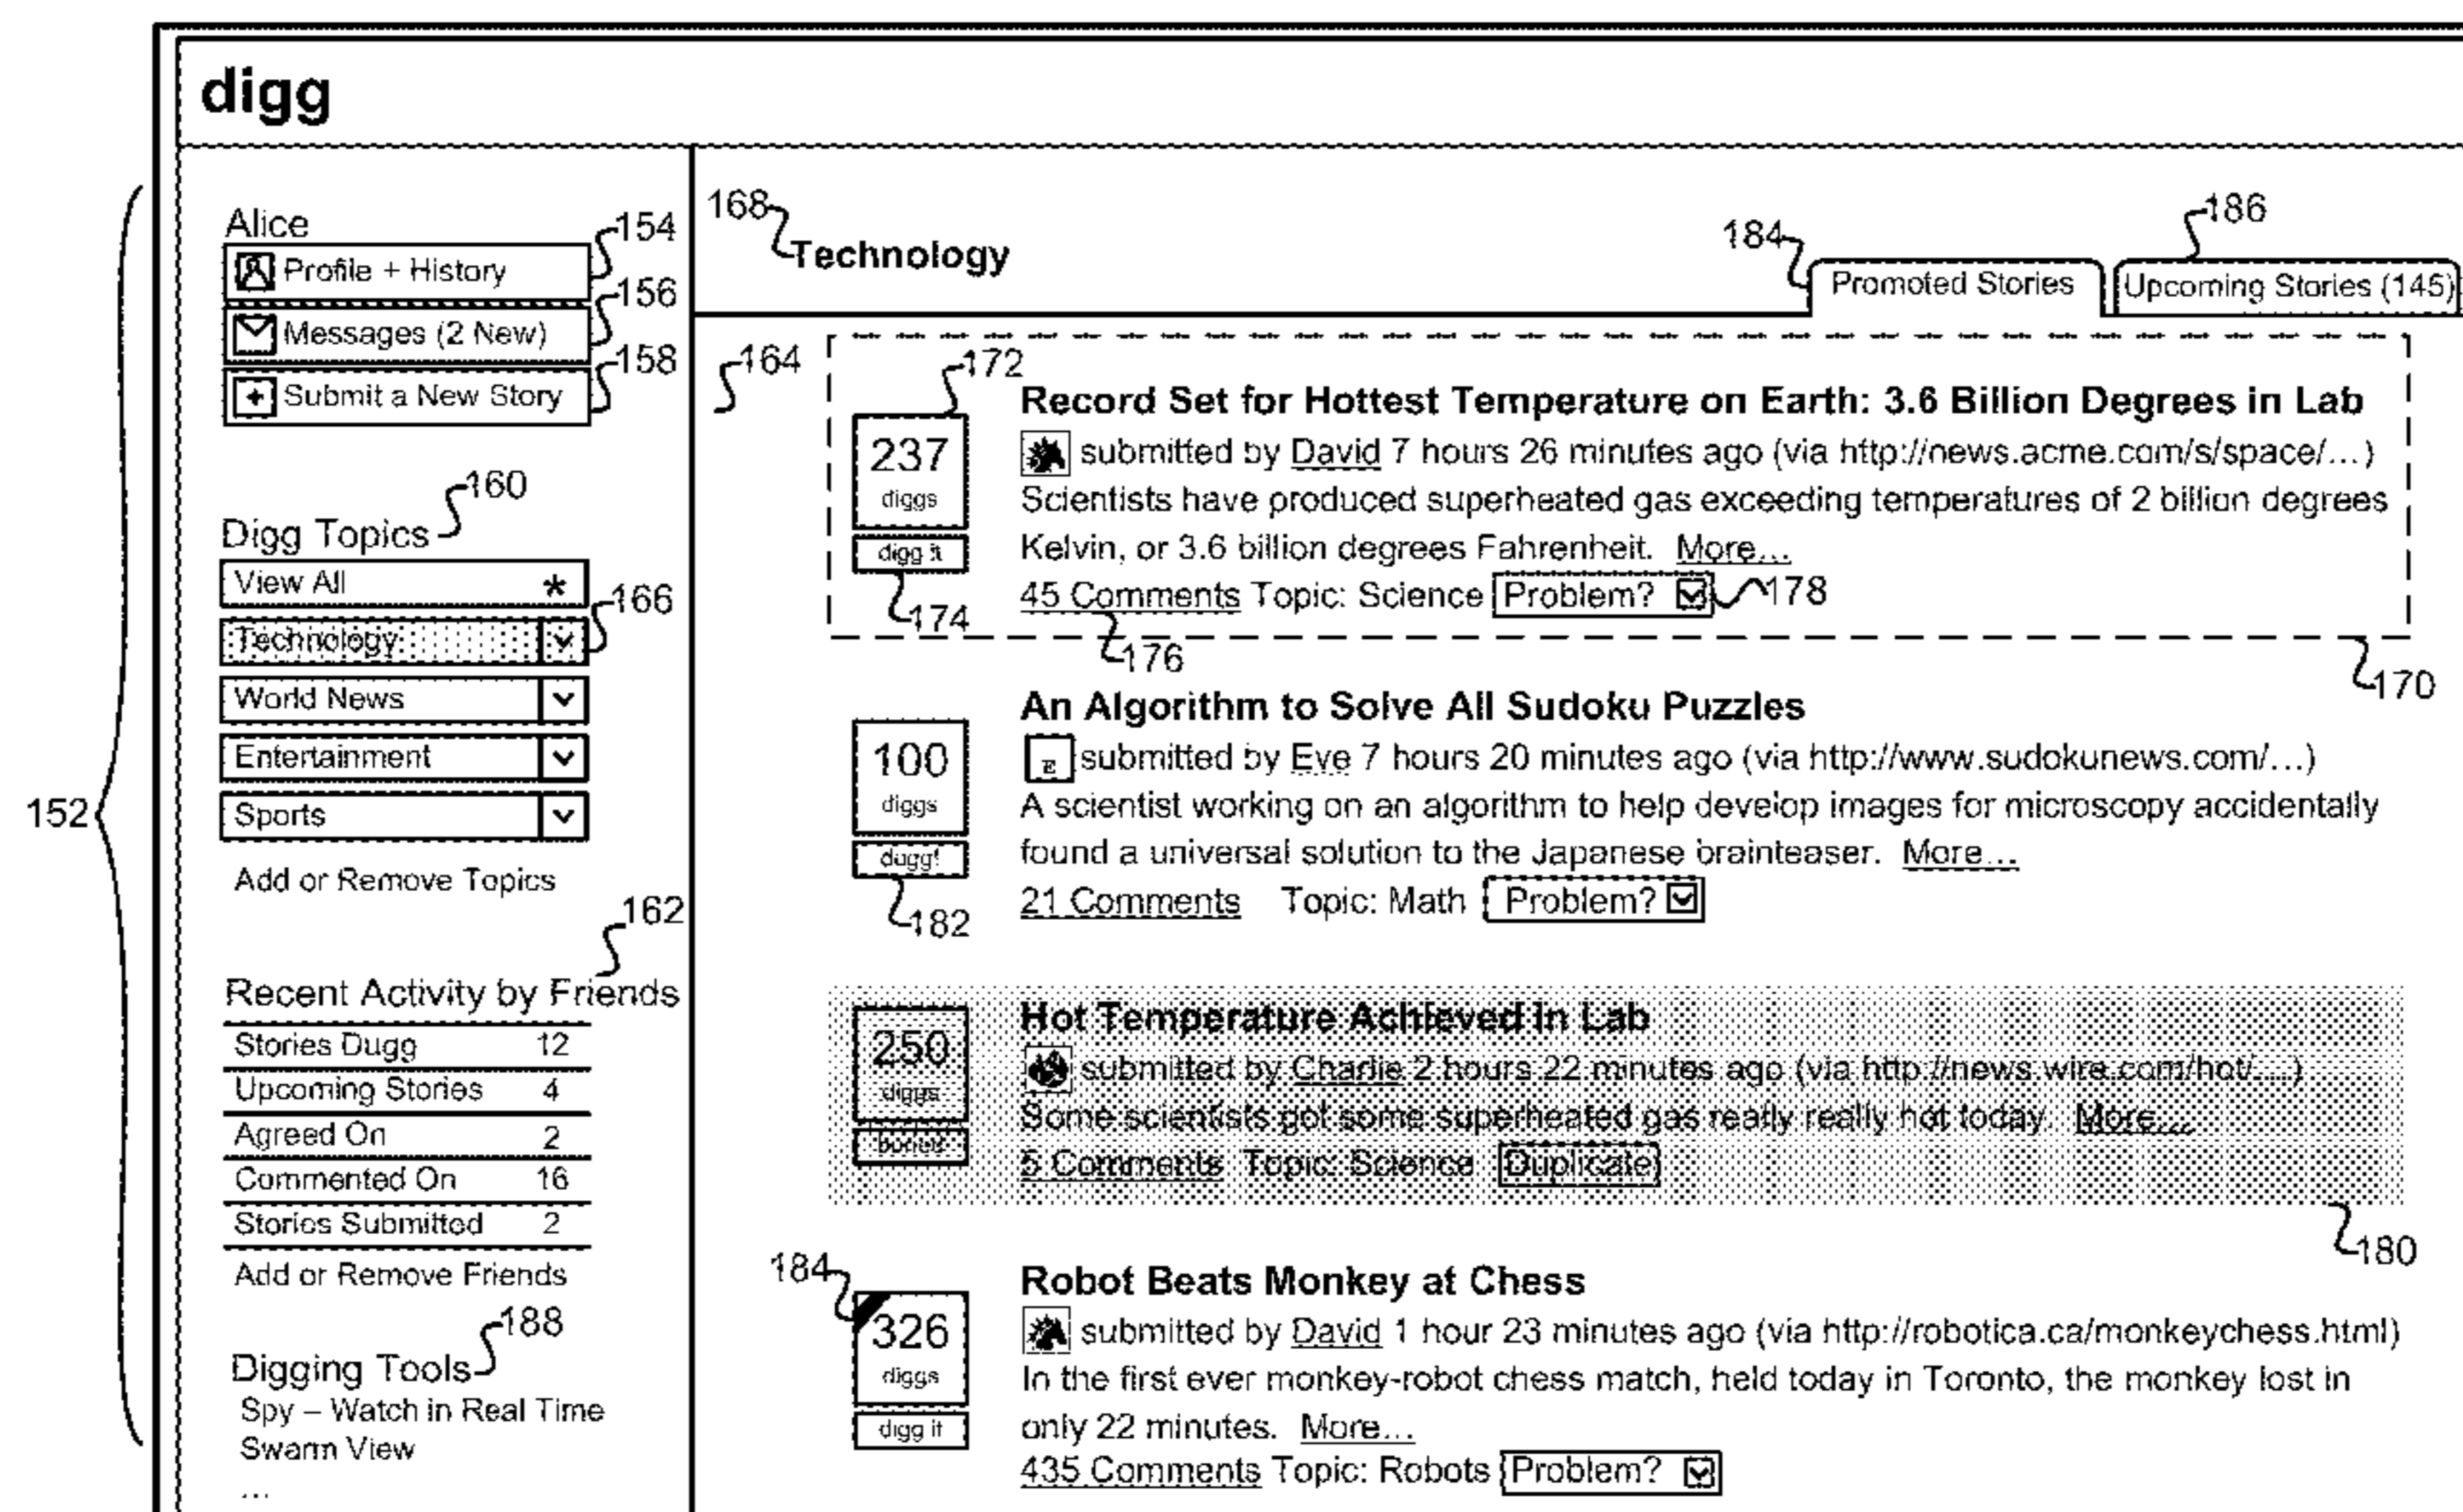 digg
152
Alice
154
Profile + History
156
Messages (2 New)
158
Submit a New Story
160
Digg Topics
View All *
166
Technology
World News
Entertainment
Sports
Add or Remove Topics
162
Recent Activity by Friends
Stories Dugg 12
Upcoming Stories 4
Agreed On 2
Commented On 16
Stories Submitted 2
Add or Remove Friends
188
Digging Tools
Spy – Watch in Real Time
Swarm View
...
168
Technology
184
Promoted Stories
186
Upcoming Stories (145)
164
172
Record Set for Hottest Temperature on Earth: 3.6 Billion Degrees in Lab
237
diggs
digg it
submitted by David 7 hours 26 minutes ago (via http://news.acme.com/s/space/...)
Scientists have produced superheated gas exceeding temperatures of 2 billion degrees
Kelvin, or 3.6 billion degrees Fahrenheit. More...
45 Comments Topic: Science Problem?
178
174
176
170
An Algorithm to Solve All Sudoku Puzzles
100
diggs
dugg!
E
submitted by Eve 7 hours 20 minutes ago (via http://www.sudokunews.com/...)
A scientist working on an algorithm to help develop images for microscopy accidentally
found a universal solution to the Japanese brainteaser. More...
21 Comments Topic: Math Problem?
182
Hot Temperature Achieved in Lab
250
diggs
buried
submitted by Charlie 2 hours 22 minutes ago (via http://news.wire.com/hot/...)
Some scientists got some superheated gas really really hot today. More...
5 Comments Topic: Science Duplicate
180
184
Robot Beats Monkey at Chess
326
diggs
digg it
submitted by David 1 hour 23 minutes ago (via http://robotica.ca/monkeychess.html)
In the first ever monkey-robot chess match, held today in Toronto, the monkey lost in
only 22 minutes. More...
435 Comments Topic: Robots Problem?